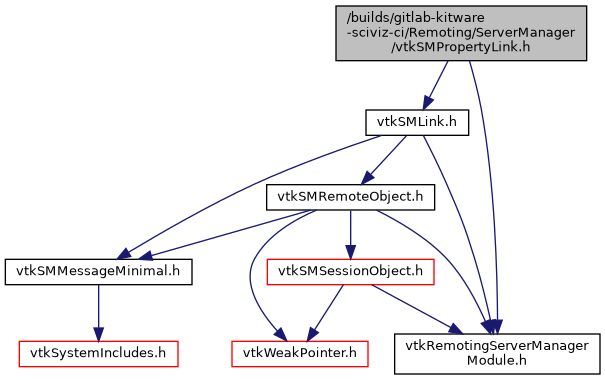 /builds/gitlab-kitware
-sciviz-ci/Remoting/ServerManager
/vtkSMPropertyLink.h
vtkSMLink.h
vtkSMRemoteObject.h
vtkSMMessageMinimal.h
vtkSMSessionObject.h
vtkSystemIncludes.h
vtkWeakPointer.h
vtkRemotingServerManager
Module.h